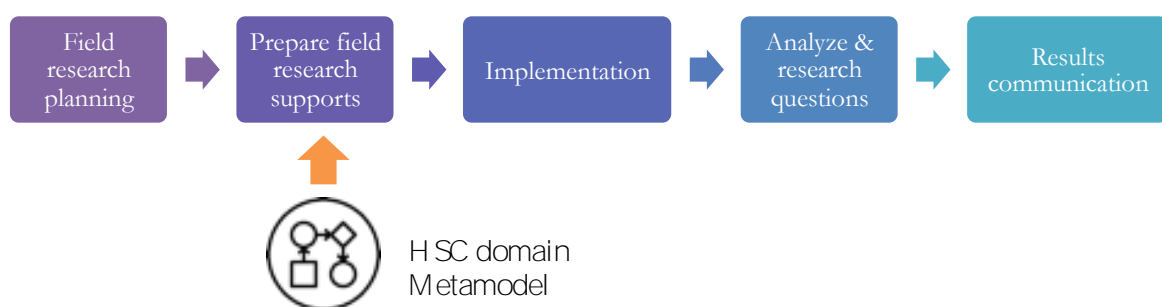 Field
research
planning
Prepare field
research
supports
Implementation
Analyze &
research
questions
Results
communication
HSC domain
Metamodel